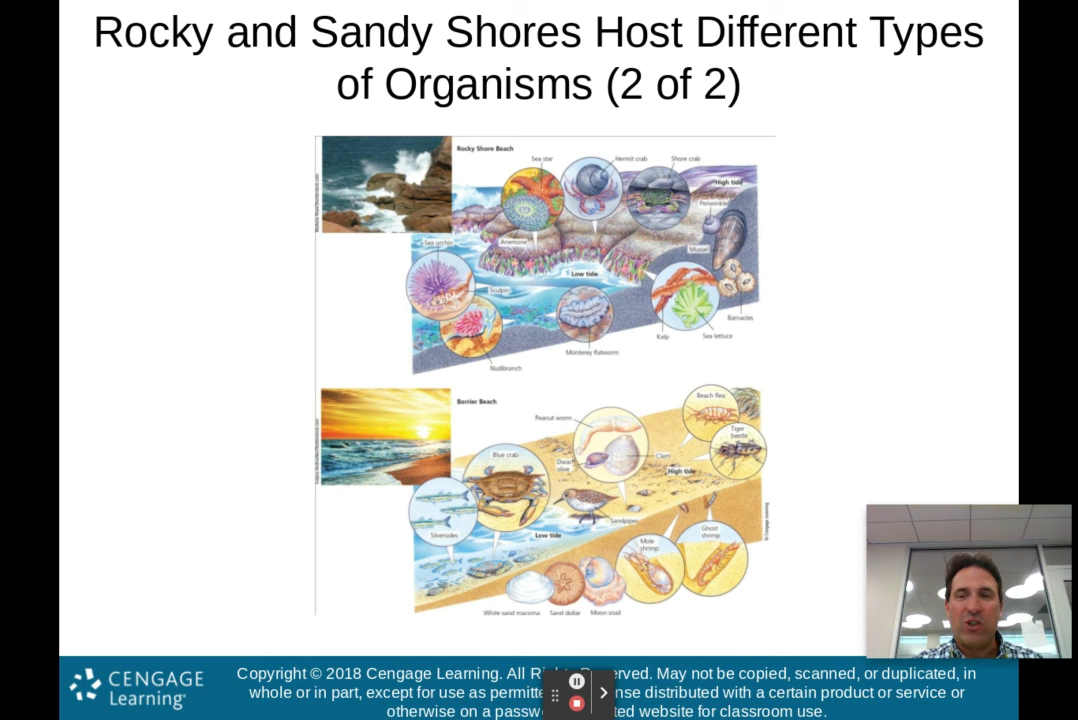 Rocky and Sandy Shores Host Different Types
of Organisms (2 of 2)
Rocky Shore Beach
Sea star
Hermit crab
Shore crab
High tide
Periwinkle
Sea urchin
Anemone
Mussel
Low tide
Sculpin
Barnacles
Kelp
Sea lettuce
Monterey flatworm
Nudibranch
Barrier Beach
Beach flea
Peanut worm
Tiger
beetle
Blue crab
Clam
Dwarf
olive
High tide
Sandpiper
Silversides
Low tide
Mole
shrimp
Ghost
shrimp
White sand macoma
Sand dollar
Moon snail
© Cengage Learning
CENGAGE
Learning
Copyright © 2018 Cengage Learning. All erved. May not be copied, scanned, or duplicated, in
whole or in part, except for use as nse distributed with a certain product or service or
otherwise on a website for classroom use.